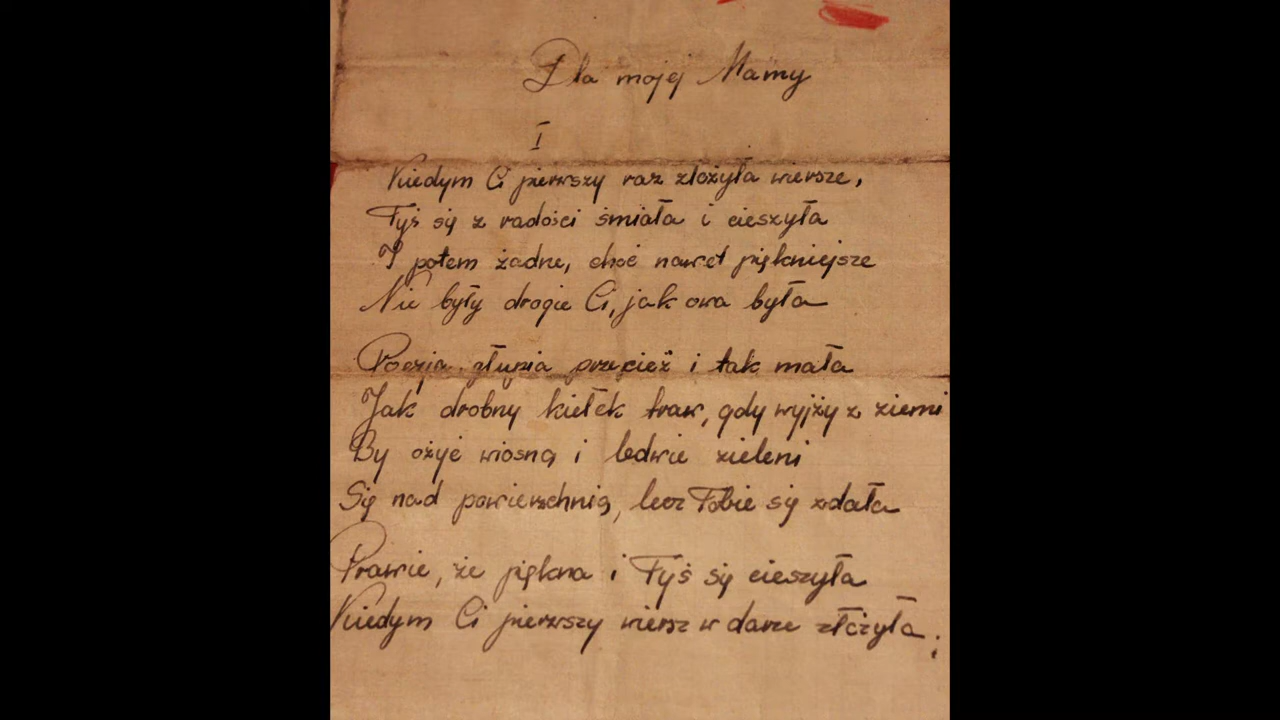 Dla mojej Mamy
I
Kiedym Ci pierwszy raz złożyła wiersze,
Tyś się z radości śmiała i cieszyła
I potem żadne, choć nawet piękniejsze
Nie były drogie Ci, jak owa była
Poezja głupia przecież i tak mała
Jak drobny kiełek traw, gdy wyjży z ziemi
By ożyć wiosną i ledwie zieleni
Się nad powierzchnią, lecz Tobie się zdała
Prawie, że piękna i Tyś się cieszyła
Kiedym Ci pierwszy wiersz w darze złożyła;